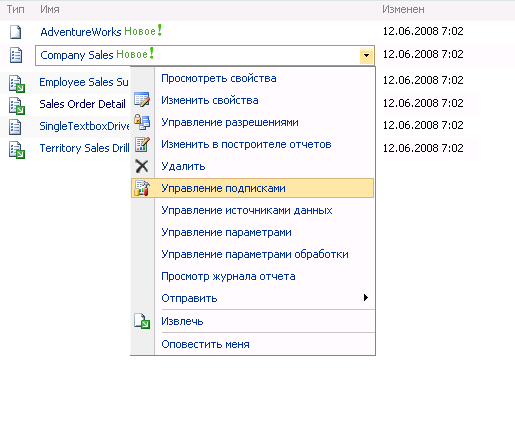 Тип Имя Изменен
AdventureWorks Новое! 12.06.2008 7:02
Company Sales Новое! 12.06.2008 7:02
Employee Sales Su 12.06.2008 7:02
Sales Order Detail 12.06.2008 7:02
SingleTextboxDrive 12.06.2008 7:02
Territory Sales Drill 12.06.2008 7:02
Просмотреть свойства
Изменить свойства
Управление разрешениями
Изменить в построителе отчетов
Удалить
Управление подписками
Управление источниками данных
Управление параметрами
Управление параметрами обработки
Просмотр журнала отчета
Отправить
Извлечь
Оповестить меня